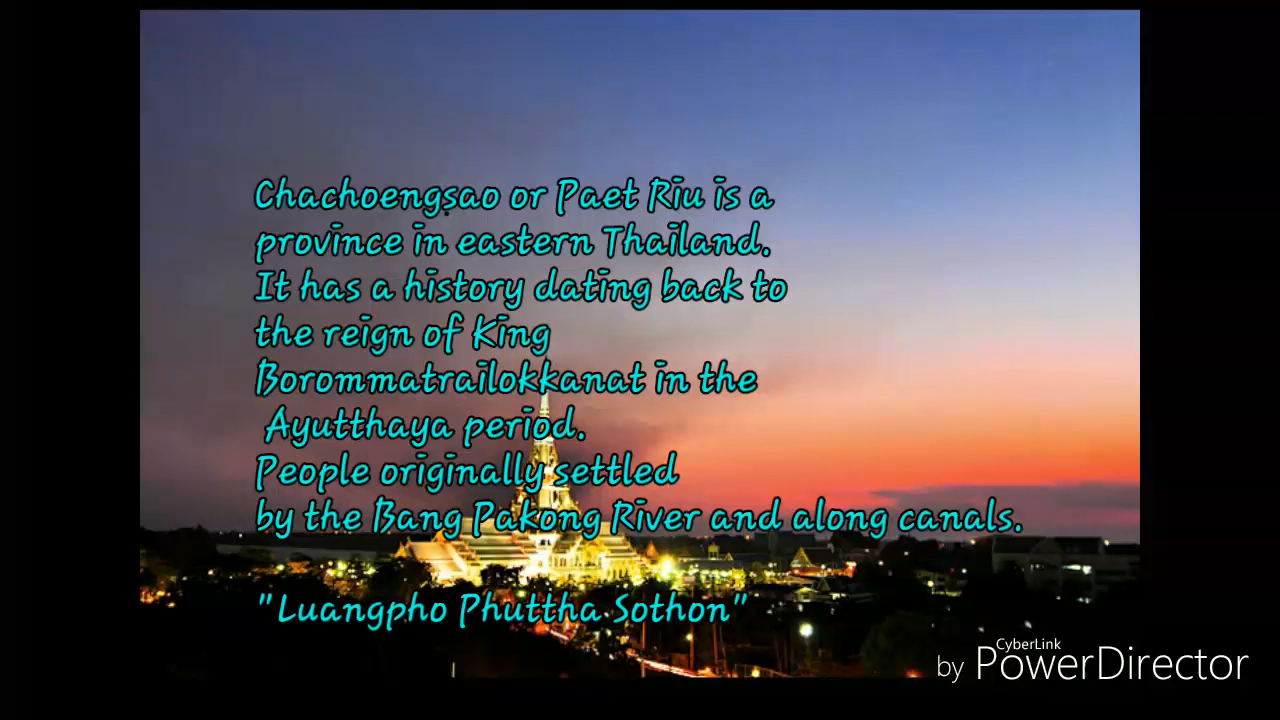 Chachoengsao or Paet Riu is a
province in eastern Thailand.
It has a history dating back to
the reign of King
Borommatrailokkanat in the
Ayutthaya period.
People originally settled
by the Bang Pakong River and along canals.
"Luangpho Phuttha Sothon"
CyberLink
by PowerDirector